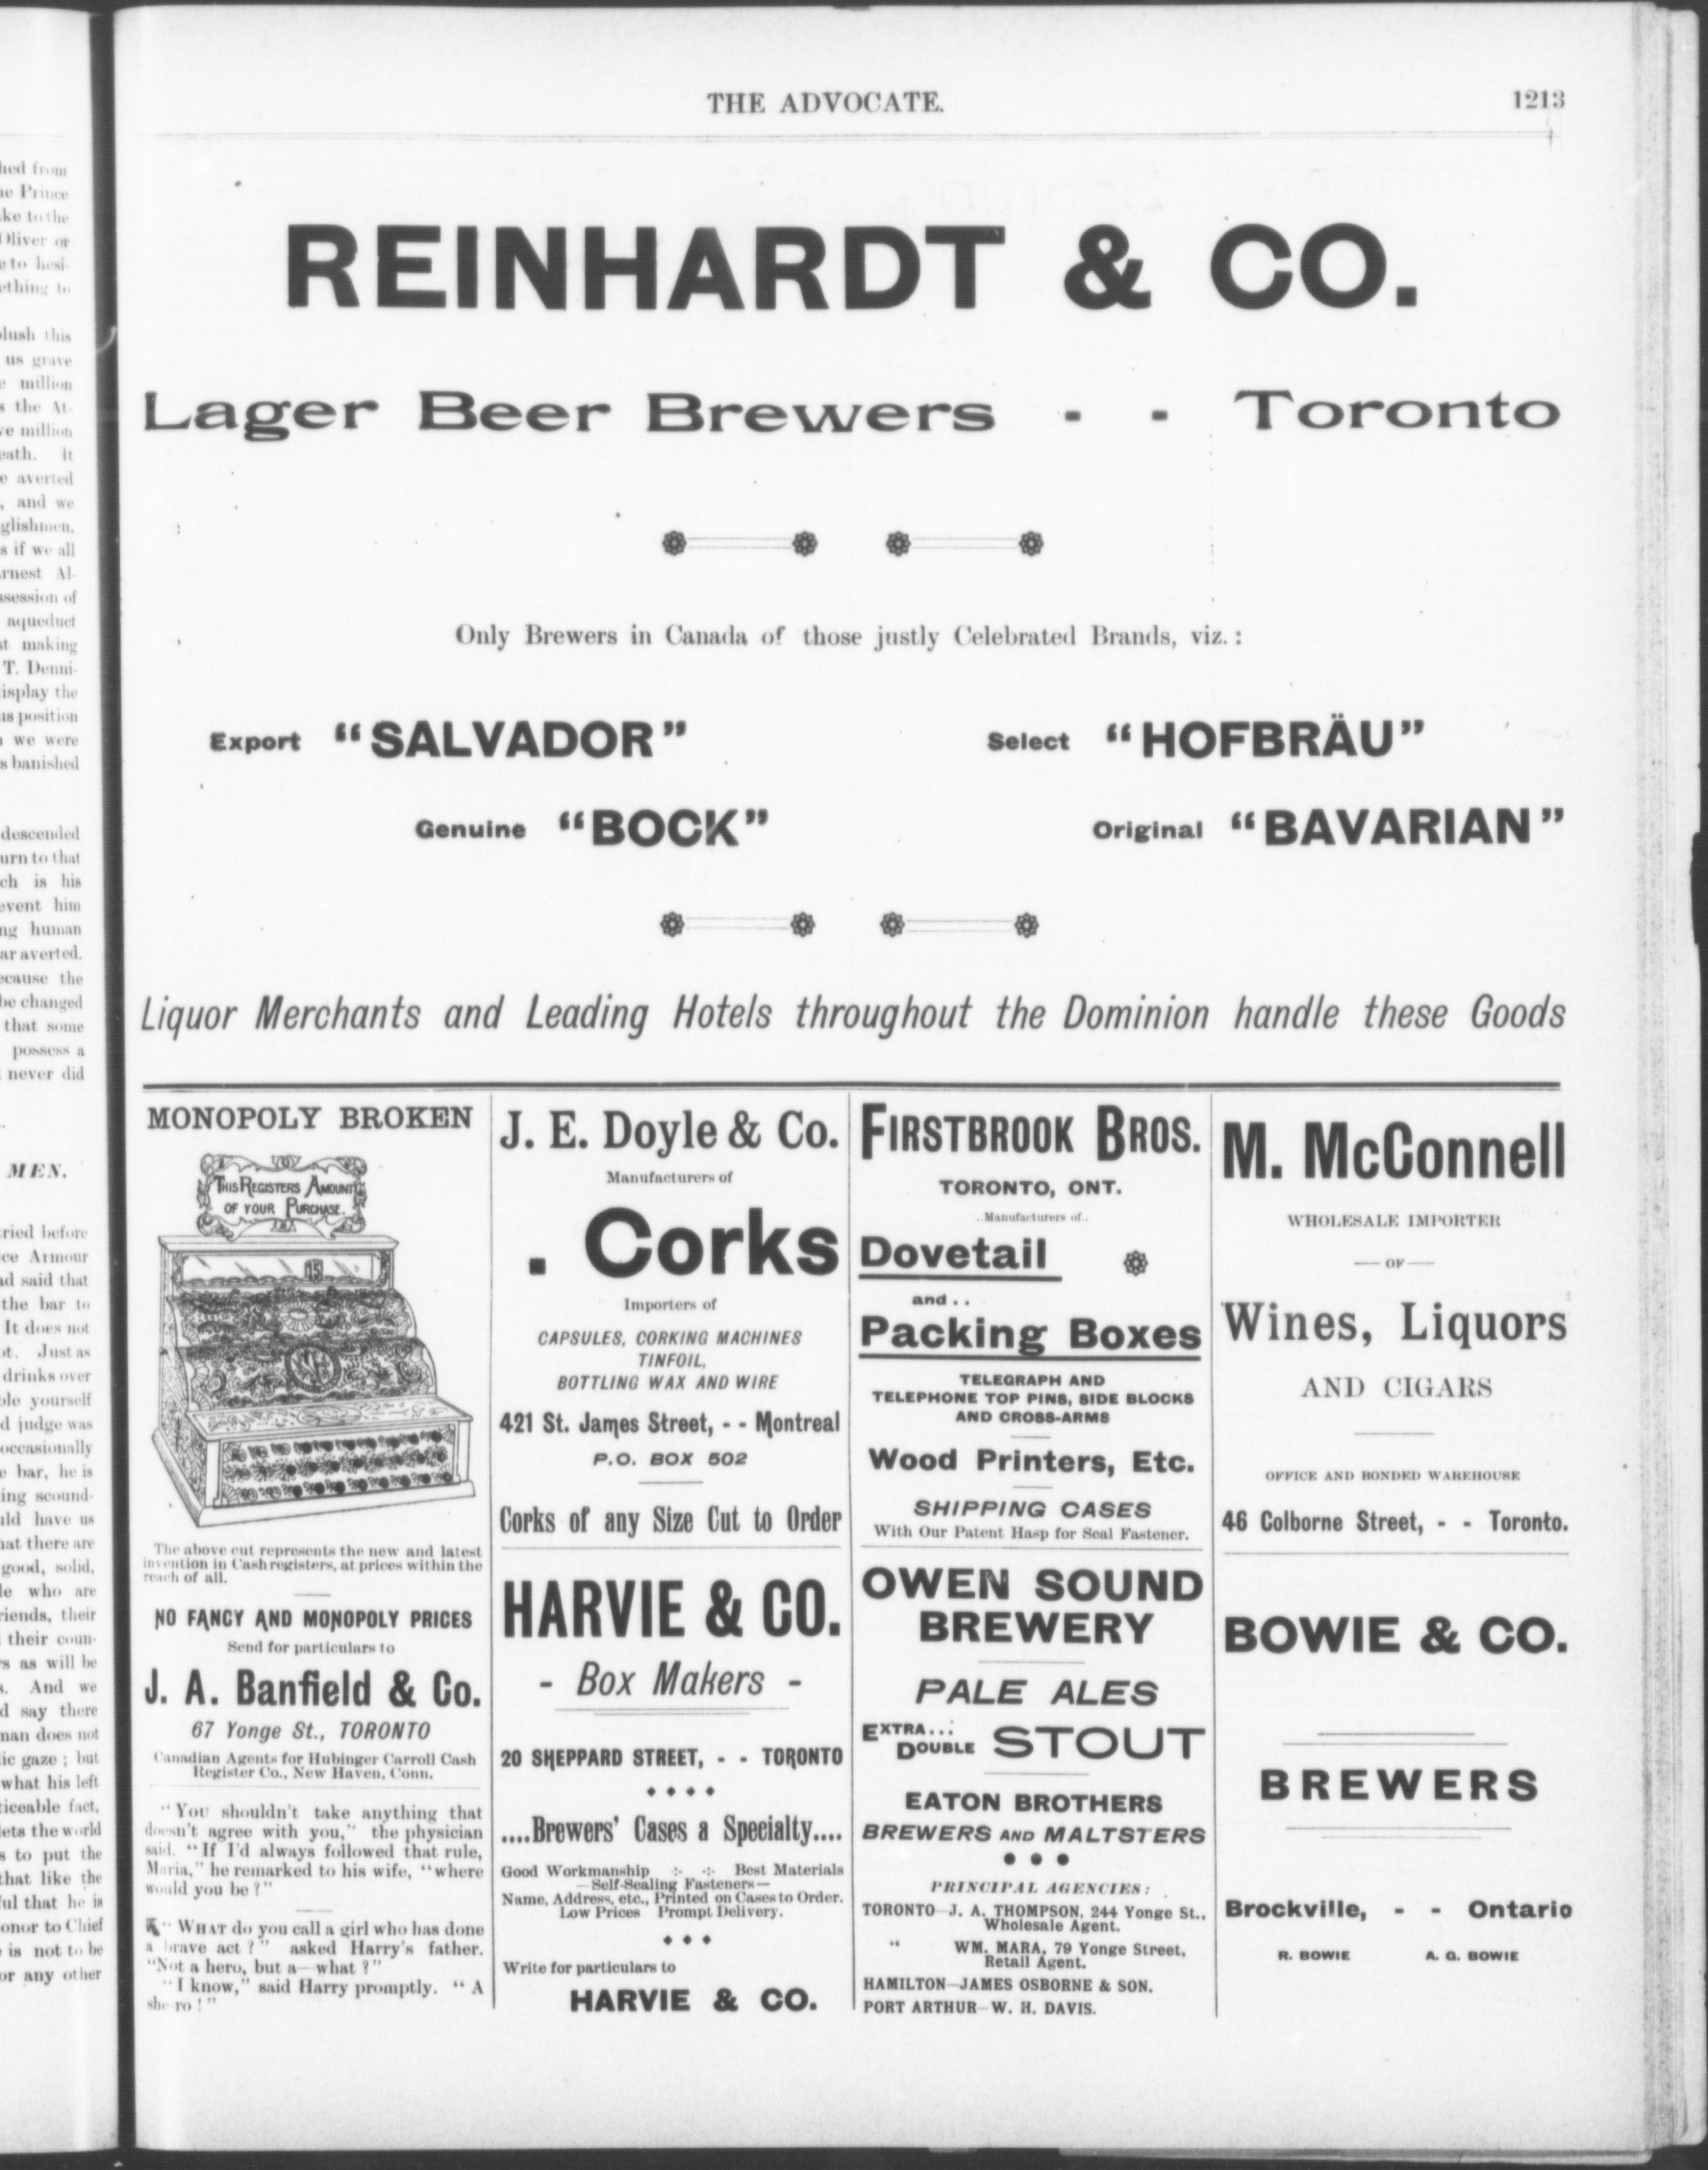 THE ADVOCATE.
1213
REINHARDT & CO.
Lager Beer Brewers - - Toronto
Only Brewers in Canada of those justly Celebrated Brands, viz.:
Export "SALVADOR"
Select "HOFBRÄU"
Genuine "BOCK"
Original "BAVARIAN"
Liquor Merchants and Leading Hotels throughout the Dominion handle these Goods
MONOPOLY BROKEN
THIS REGISTERS AMOUNT
OF YOUR PURCHASE.
15
The above cut represents the new and latest
invention in Cash registers, at prices within the
reach of all.
NO FANCY AND MONOPOLY PRICES
Send for particulars to
J. A. Banfield & Co.
67 Yonge St., TORONTO
Canadian Agents for Hubinger Carroll Cash
Register Co., New Haven, Conn.
"You shouldn't take anything that
doesn't agree with you," the physician
said. "If I'd always followed that rule,
Maria," he remarked to his wife, "where
would you be?"
"WHAT do you call a girl who has done
a brave act?" asked Harry's father.
"Not a hero, but a—what?"
"I know," said Harry promptly. "A
she-ro!"
J. E. Doyle & Co.
Manufacturers of
. Corks
Importers of
CAPSULES, CORKING MACHINES
TINFOIL,
BOTTLING WAX AND WIRE
421 St. James Street, - - Montreal
P.O. BOX 502
Corks of any Size Cut to Order
HARVIE & CO.
- Box Makers -
20 SHEPPARD STREET, - - TORONTO
....Brewers' Cases a Specialty....
Good Workmanship -:- -:- Best Materials
—Self-Sealing Fasteners—
Name, Address, etc., Printed on Cases to Order.
Low Prices Prompt Delivery.
Write for particulars to
HARVIE & CO.
FIRSTBROOK BROS.
TORONTO, ONT.
..Manufacturers of..
Dovetail
and . .
Packing Boxes
TELEGRAPH AND
TELEPHONE TOP PINS, SIDE BLOCKS
AND CROSS-ARMS
Wood Printers, Etc.
SHIPPING CASES
With Our Patent Hasp for Seal Fastener.
OWEN SOUND
BREWERY
PALE ALES
EXTRA...
DOUBLE STOUT
EATON BROTHERS
BREWERS AND MALTSTERS
PRINCIPAL AGENCIES:
TORONTO—J. A. THOMPSON, 244 Yonge St.,
Wholesale Agent.
" WM. MARA, 79 Yonge Street,
Retail Agent.
HAMILTON—JAMES OSBORNE & SON.
PORT ARTHUR—W. H. DAVIS.
M. McConnell
WHOLESALE IMPORTER
— OF —
Wines, Liquors
AND CIGARS
OFFICE AND BONDED WAREHOUSE
46 Colborne Street, - - Toronto.
BOWIE & CO.
BREWERS
Brockville, - - Ontario
R. BOWIE A. G. BOWIE